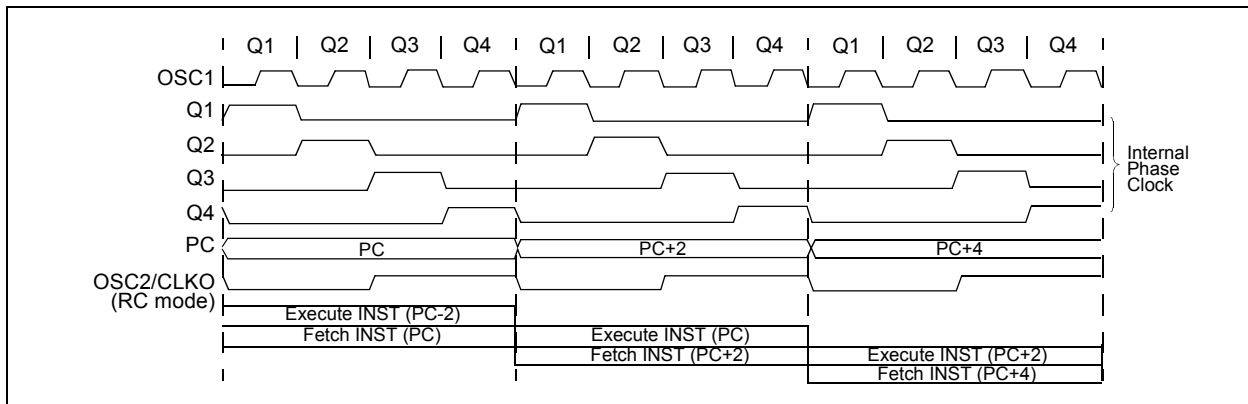 Q1 Q2 Q3 Q4 Q1 Q2 Q3 Q4 Q1 Q2 Q3 Q4
OSC1
Q1
Q2
Q3
Q4
Internal
Phase
Clock
PC
PC PC+2 PC+4
OSC2/CLKO
(RC mode)
Execute INST (PC-2)
Fetch INST (PC) Execute INST (PC)
Fetch INST (PC+2) Execute INST (PC+2)
Fetch INST (PC+4)